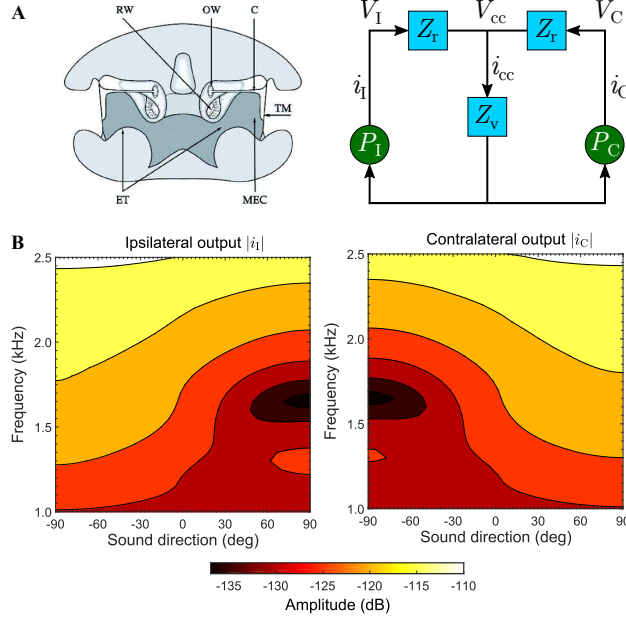 A
RW
OW
C
TM
ET
MEC
V_I
V_cc
V_C
Z_r
Z_r
i_I
i_cc
i_C
Z_v
P_I
P_C
B
Ipsilateral output |i_I|
Contralateral output |i_C|
Frequency (kHz)
2.5
2.0
1.5
1.0
-90 -60 -30 0 30 60 90
Sound direction (deg)
Frequency (kHz)
2.5
2.0
1.5
1.0
-90 -60 -30 0 30 60 90
Sound direction (deg)
-135 -130 -125 -120 -115 -110
Amplitude (dB)